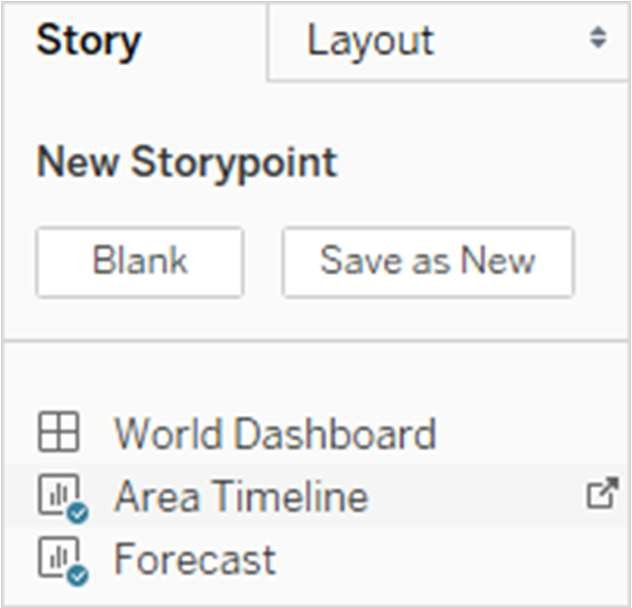 Story
Layout
New Storypoint
Blank
Save as New
World Dashboard
Area Timeline
Forecast